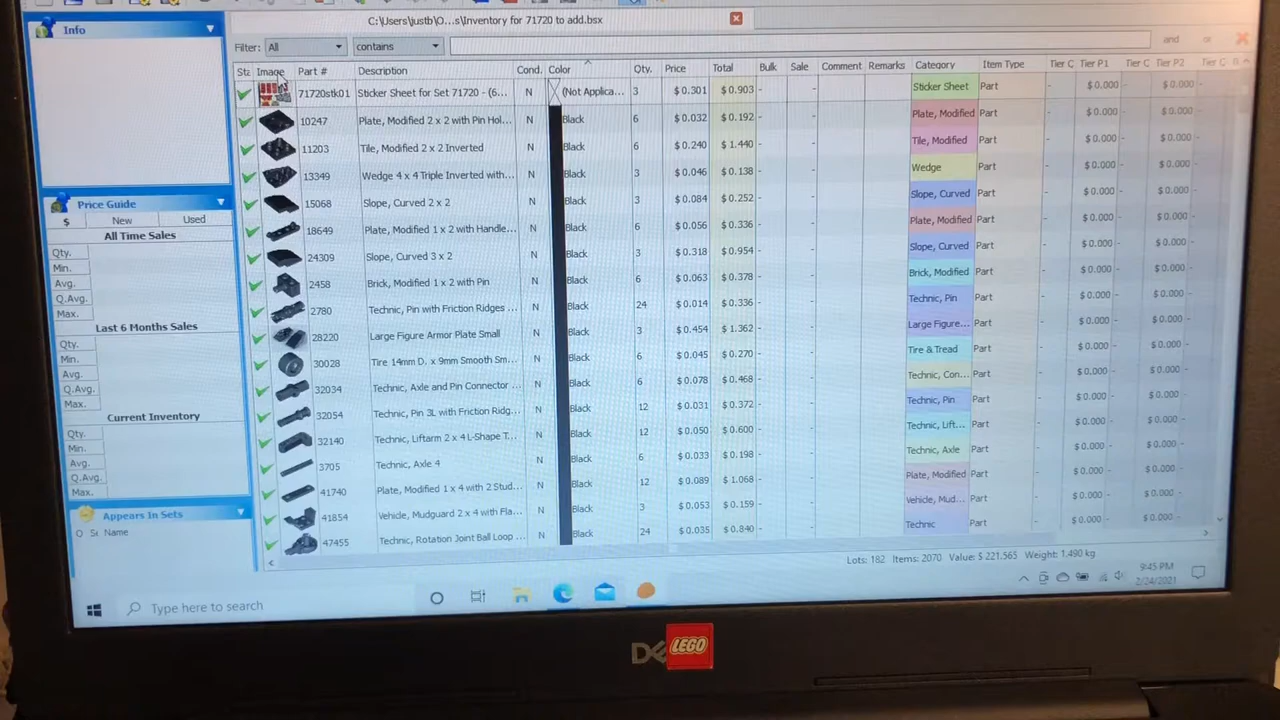 C:\Users\justb\O...s\Inventory for 71720 to add.bsx
Info
Filter: All contains and or
Sta Image Part # Description Cond. Color Qty. Price Total Bulk Sale Comment Remarks Category Item Type Tier C Tier P1 Tier C Tier P2 Tier C
71720stk01 Sticker Sheet for Set 71720 - (6... N (Not Applica... 3 $ 0.301 $ 0.903 - - Sticker Sheet Part - $ 0.000 - $ 0.000 -
10247 Plate, Modified 2 x 2 with Pin Hol... N Black 6 $ 0.032 $ 0.192 - - Plate, Modified Part - $ 0.000 - $ 0.000 -
11203 Tile, Modified 2 x 2 Inverted N Black 6 $ 0.240 $ 1.440 - - Tile, Modified Part - $ 0.000 - $ 0.000 -
13349 Wedge 4 x 4 Triple Inverted with... N Black 3 $ 0.046 $ 0.138 - - Wedge Part - $ 0.000 - $ 0.000 -
15068 Slope, Curved 2 x 2 N Black 3 $ 0.084 $ 0.252 - - Slope, Curved Part - $ 0.000 - $ 0.000 -
18649 Plate, Modified 1 x 2 with Handle... N Black 6 $ 0.056 $ 0.336 - - Plate, Modified Part - $ 0.000 - $ 0.000 -
24309 Slope, Curved 3 x 2 N Black 3 $ 0.318 $ 0.954 - - Slope, Curved Part - $ 0.000 - $ 0.000 -
2458 Brick, Modified 1 x 2 with Pin N Black 6 $ 0.063 $ 0.378 - - Brick, Modified Part - $ 0.000 - $ 0.000 -
2780 Technic, Pin with Friction Ridges ... N Black 24 $ 0.014 $ 0.336 - - Technic, Pin Part - $ 0.000 - $ 0.000 -
28220 Large Figure Armor Plate Small N Black 3 $ 0.454 $ 1.362 - - Large Figure... Part - $ 0.000 - $ 0.000 -
30028 Tire 14mm D. x 9mm Smooth Sm... N Black 6 $ 0.045 $ 0.270 - - Tire & Tread Part - $ 0.000 - $ 0.000 -
32034 Technic, Axle and Pin Connector ... N Black 6 $ 0.078 $ 0.468 - - Technic, Con... Part - $ 0.000 - $ 0.000 -
32054 Technic, Pin 3L with Friction Ridg... N Black 12 $ 0.031 $ 0.372 - - Technic, Pin Part - $ 0.000 - $ 0.000 -
32140 Technic, Liftarm 2 x 4 L-Shape T... N Black 12 $ 0.050 $ 0.600 - - Technic, Lift... Part - $ 0.000 - $ 0.000 -
3705 Technic, Axle 4 N Black 6 $ 0.033 $ 0.198 - - Technic, Axle Part - $ 0.000 - $ 0.000 -
41740 Plate, Modified 1 x 4 with 2 Stud... N Black 12 $ 0.089 $ 1.068 - - Plate, Modified Part - $ 0.000 - $ 0.000 -
41854 Vehicle, Mudguard 2 x 4 with Fla... N Black 3 $ 0.053 $ 0.159 - - Vehicle, Mud... Part - $ 0.000 - $ 0.000 -
47455 Technic, Rotation Joint Ball Loop ... N Black 24 $ 0.035 $ 0.840 - - Technic Part - $ 0.000 - $ 0.000 -
Price Guide
$ New Used
All Time Sales
Qty.
Min.
Avg.
Q.Avg.
Max.
Last 6 Months Sales
Qty.
Min.
Avg.
Q.Avg.
Max.
Current Inventory
Qty.
Min.
Avg.
Q.Avg.
Max.
Appears In Sets
Name
Lots: 182 Items: 2070 Value: $ 221.565 Weight: 1.490 kg
Type here to search
9:45 PM
2/24/2021
LEGO